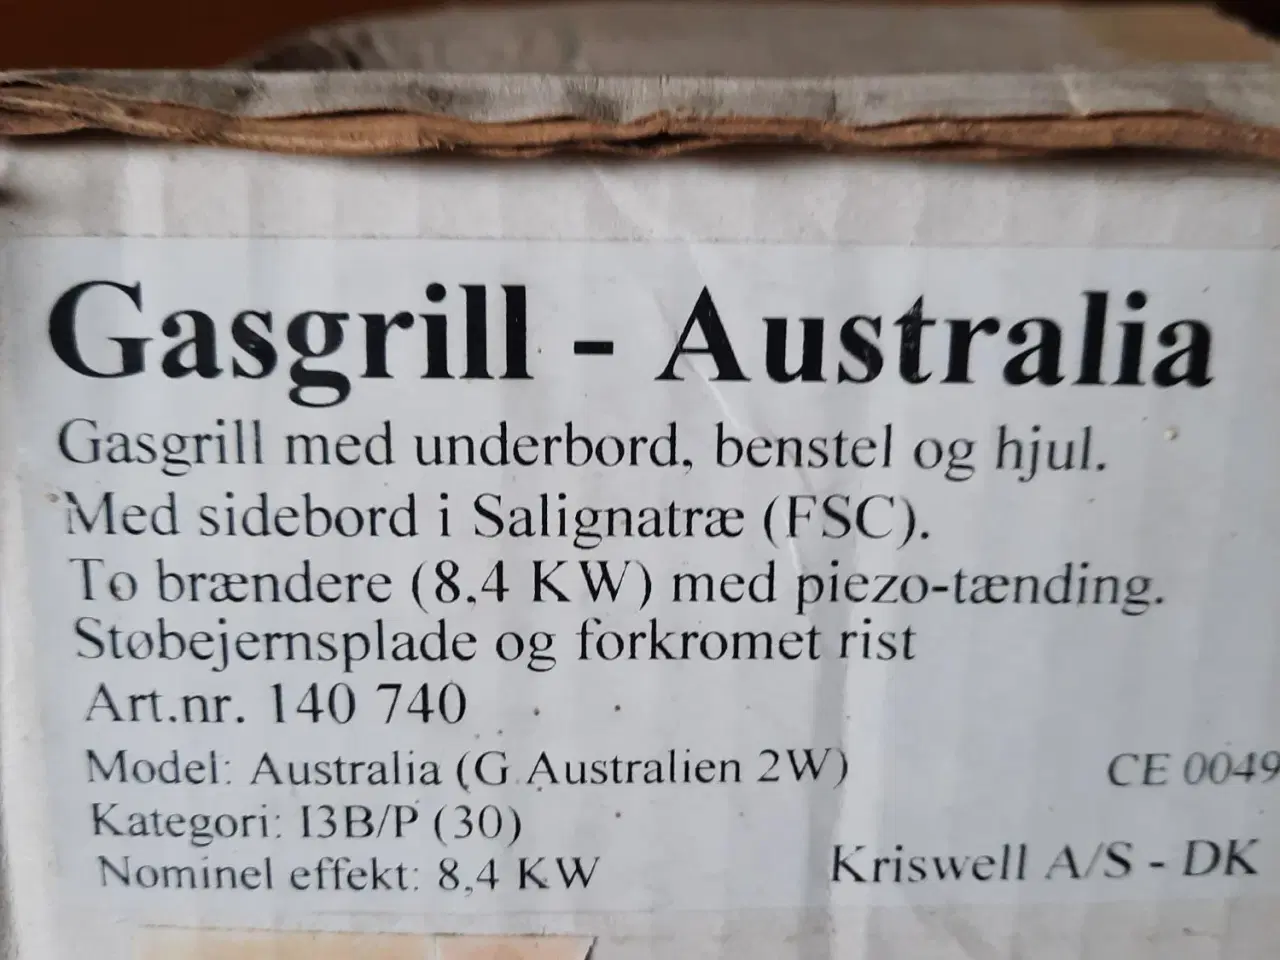 Gasgrill - Australia
Gasgrill med underbord, benstel og hjul.
Med sidebord i Salignatræ (FSC).
To brændere (8,4 KW) med piezo-tænding.
Støbejernsplade og forkromet rist
Art.nr. 140 740
Model: Australia (G.Australien 2W)
CE 0049
Kategori: I3B/P (30)
Nominel effekt: 8,4 KW
Kriswell A/S - DK